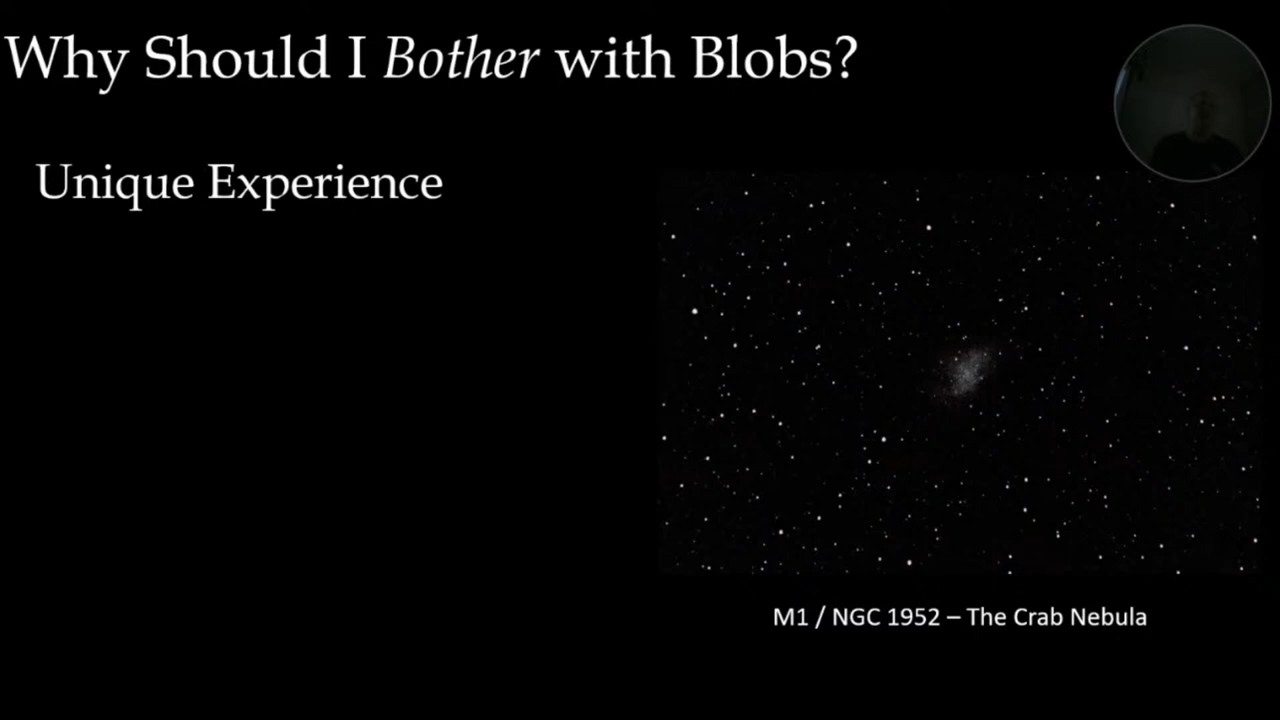 Why Should I Bother with Blobs?
Unique Experience
M1 / NGC 1952 – The Crab Nebula